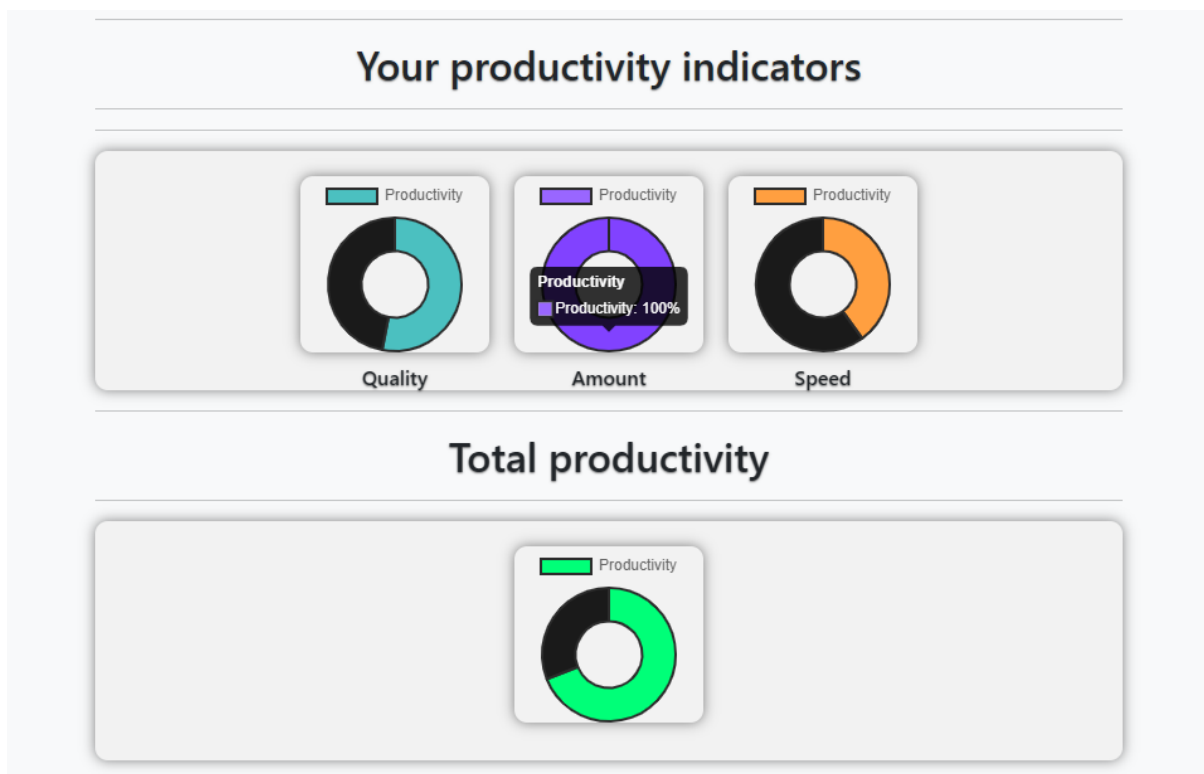 Your productivity indicators
Productivity
Productivity
Productivity
Productivity
Productivity: 100%
Quality
Amount
Speed
Total productivity
Productivity